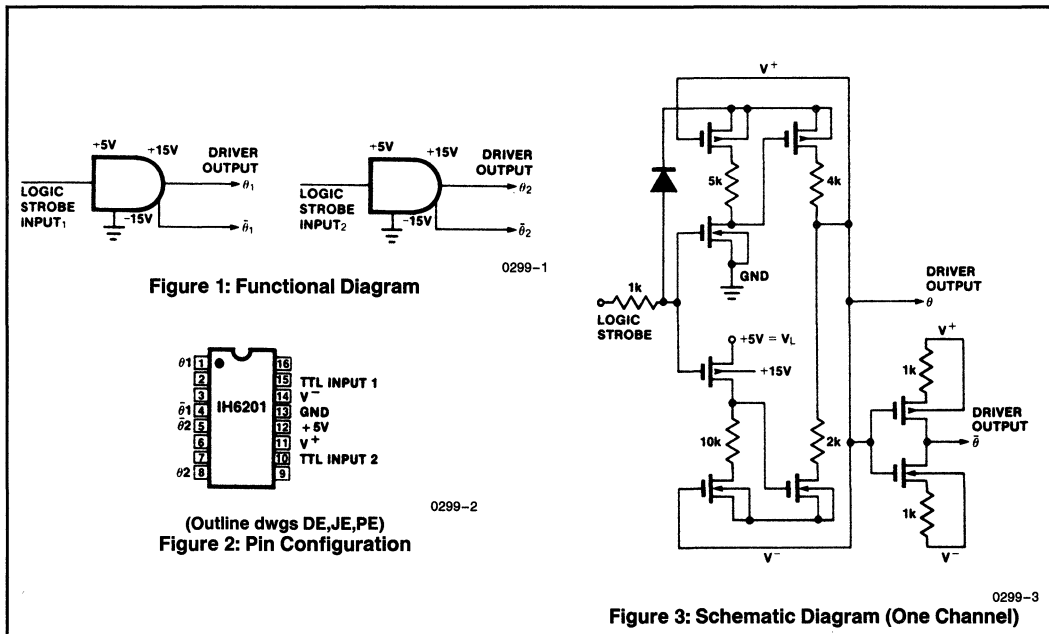 +5V
+15V
DRIVER
OUTPUT
θ1
LOGIC
STROBE
INPUT1
-15V
θ̄1
+5V
+15V
DRIVER
OUTPUT
θ2
LOGIC
STROBE
INPUT2
-15V
θ̄2
0299-1
Figure 1: Functional Diagram
θ1 1
2
3
θ̄1 4
θ̄2 5
6
7
θ2 8
IH6201
16
15 TTL INPUT 1
14 V−
13 GND
12 +5V
11 V+
10 TTL INPUT 2
9
0299-2
(Outline dwgs DE,JE,PE)
Figure 2: Pin Configuration
V+
5k
4k
GND
1k
LOGIC
STROBE
DRIVER
OUTPUT
θ
+5V = VL
+15V
V+
1k
10k
2k
DRIVER
OUTPUT
θ̄
1k
V−
V−
0299-3
Figure 3: Schematic Diagram (One Channel)